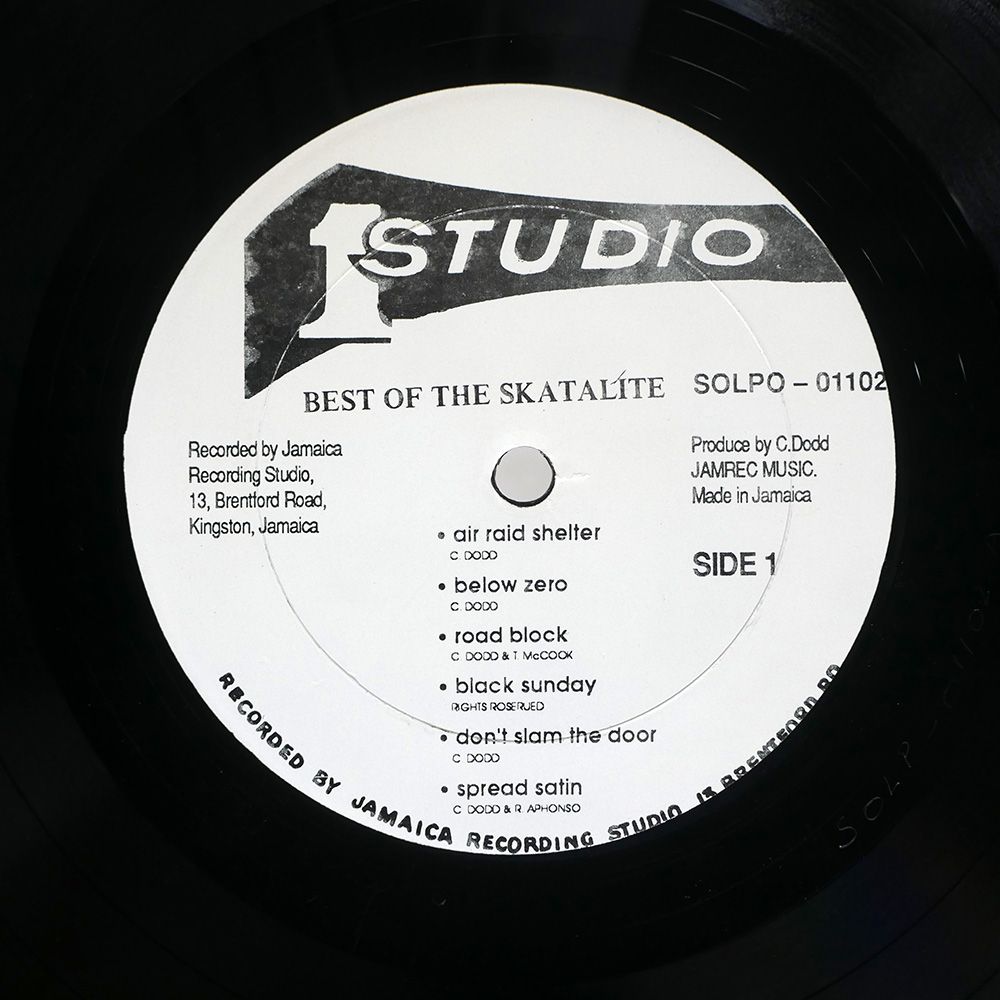 1 STUDIO
BEST OF THE SKATALÍTE
SOLPO – 01102
Recorded by Jamaica
Recording Studio,
13, Brentford Road,
Kingston, Jamaica
Produce by C.Dodd
JAMREC MUSIC.
Made in Jamaica
SIDE 1
• air raid shelter
C. DODD
• below zero
C. DODD
• road block
C DODD & T. McCOOK
• black sunday
RIGHTS ROSERUED
• don't slam the door
C DODD
• spread satin
C DODD & R. APHONSO
RECORDED BY JAMAICA RECORDING STUDIO 13 BRENTFORD RD
SOLP